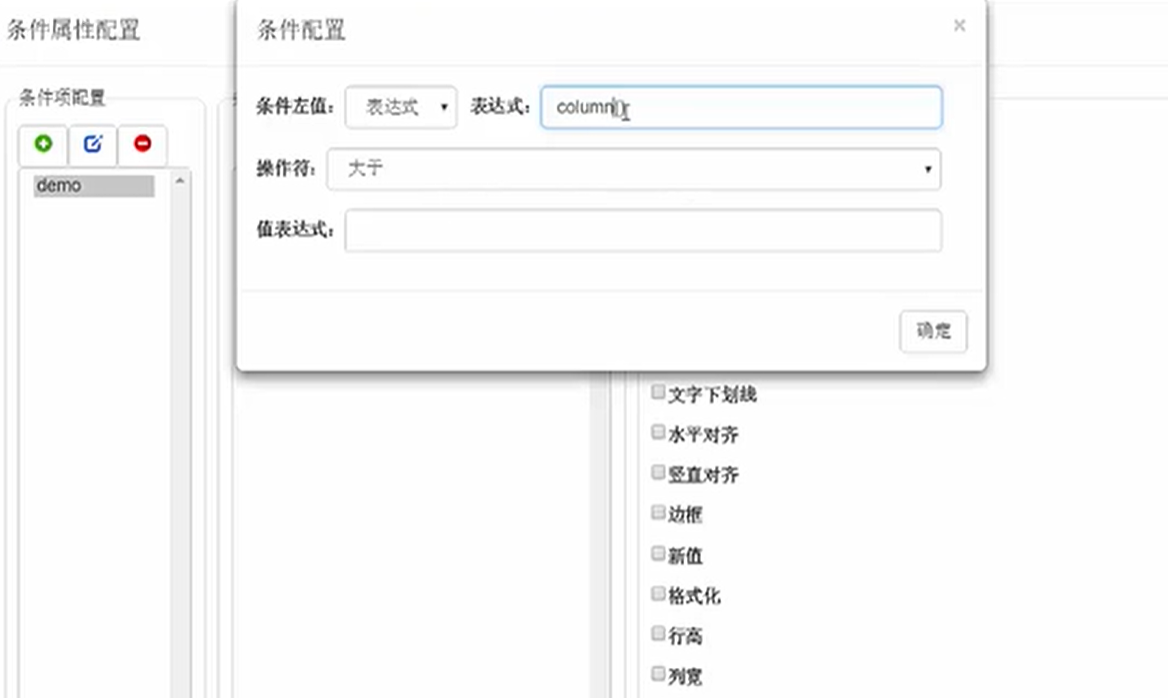 条件属性配置
条件配置
×
条件项配置
条件左值： 表达式 表达式： column()
操作符： 大于
demo
值表达式：
确定
文字下划线
水平对齐
竖直对齐
边框
新值
格式化
行高
列宽